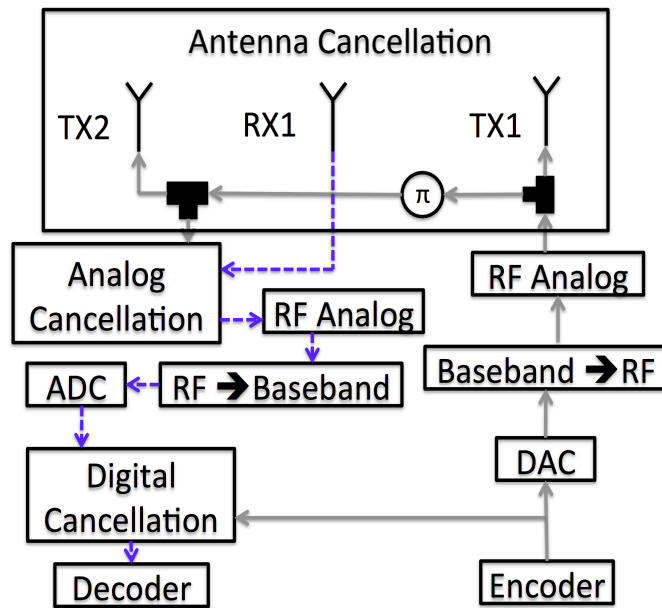 Antenna Cancellation
TX2
RX1
TX1
π
Analog
Cancellation
RF Analog
RF Analog
ADC
RF ➔ Baseband
Baseband ➔ RF
Digital
Cancellation
DAC
Decoder
Encoder